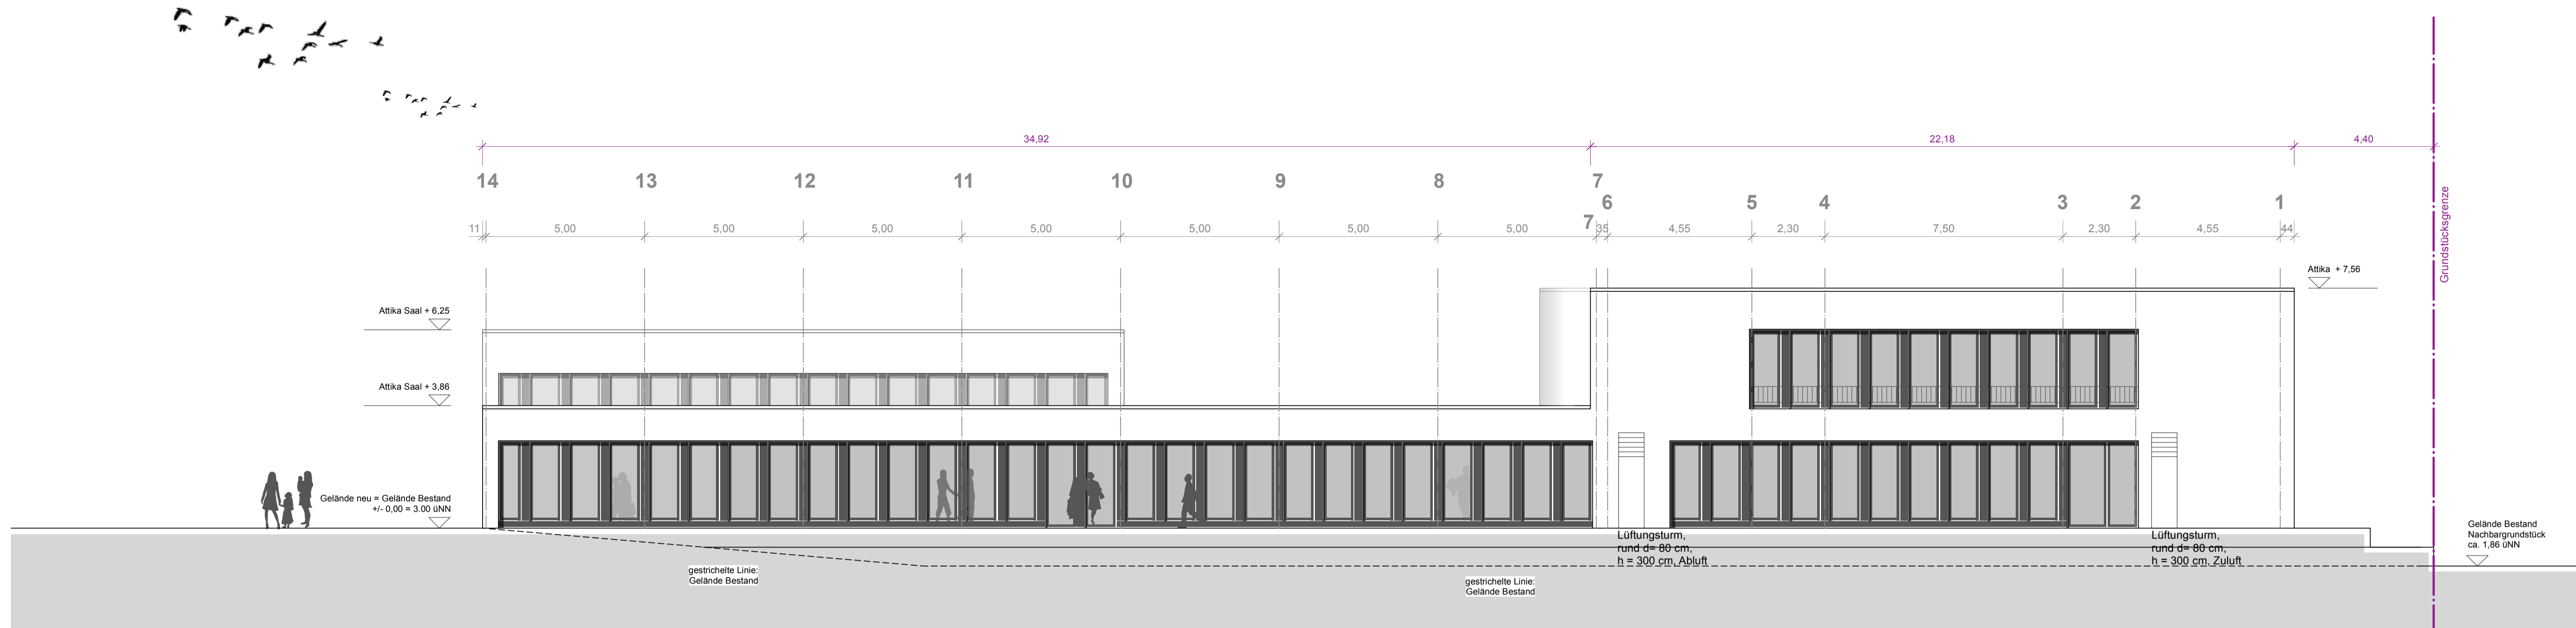 34,92
22,18
4,40
14
13
12
11
10
9
8
7
6
5
4
3
2
1
7
11
5,00
5,00
5,00
5,00
5,00
5,00
5,00
35
4,55
2,30
7,50
2,30
4,55
44
Grundstücksgrenze
Attika + 7,56
Attika Saal + 6,25
Attika Saal + 3,86
Gelände neu = Gelände Bestand
+/- 0,00 = 3.00 üNN
Lüftungsturm,
rund d= 80 cm,
h = 300 cm, Abluft
Lüftungsturm,
rund d= 80 cm,
h = 300 cm, Zuluft
Gelände Bestand
Nachbargrundstück
ca. 1,86 üNN
gestrichelte Linie:
Gelände Bestand
gestrichelte Linie:
Gelände Bestand